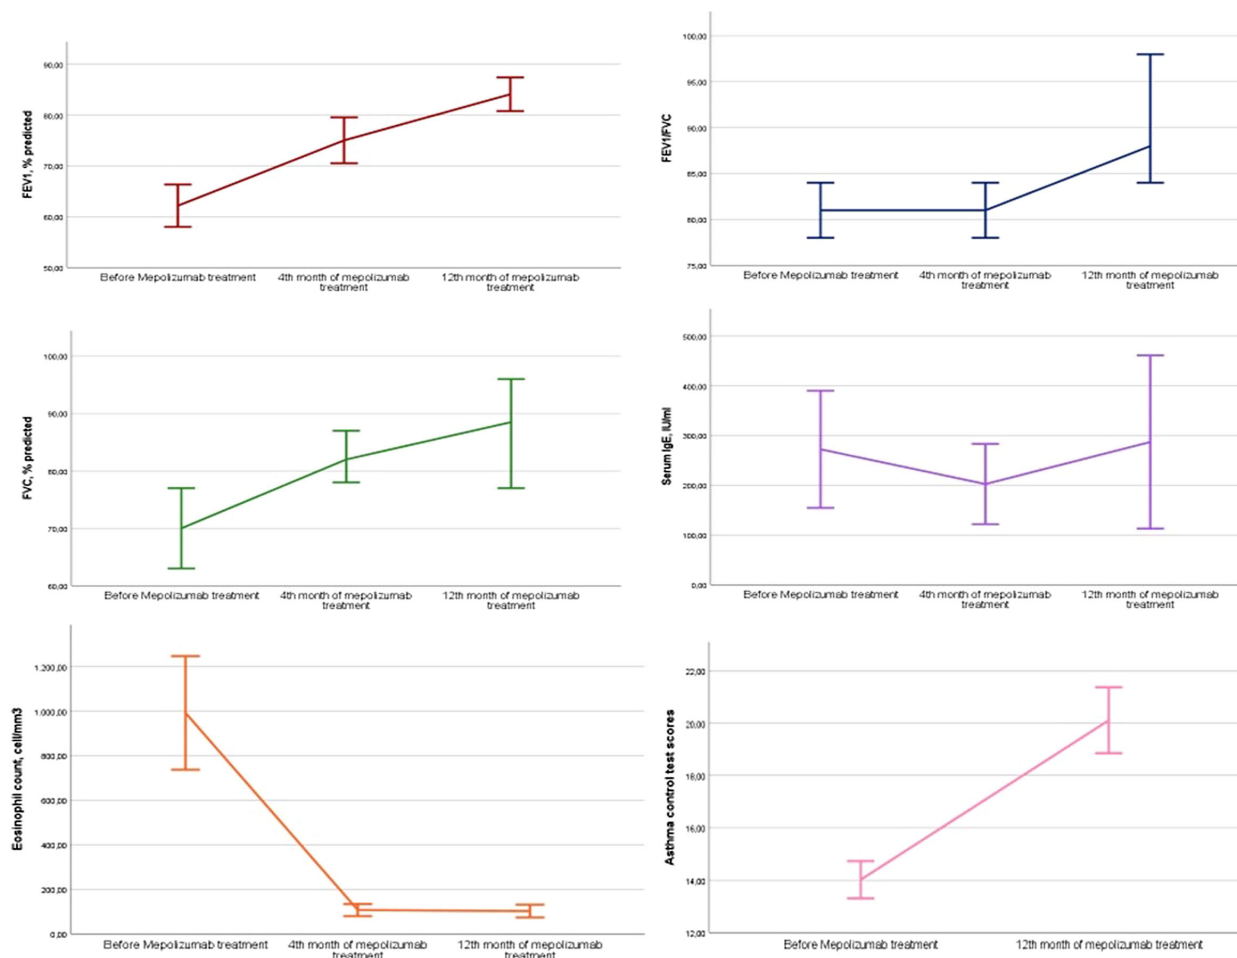 FEV1, % predicted
90,00
80,00
70,00
60,00
50,00
Before Mepolizumab treatment
4th month of mepolizumab
treatment
12th month of mepolizumab
treatment
FEV1/FVC
100,00
95,00
90,00
85,00
80,00
75,00
Before Mepolizumab treatment
4th month of mepolizumab
treatment
12th month of mepolizumab
treatment
FVC, % predicted
100,00
90,00
80,00
70,00
60,00
Before Mepolizumab treatment
4th month of mepolizumab
treatment
12th month of mepolizumab
treatment
Serum IgE, IU/ml
500,00
400,00
300,00
200,00
100,00
0,00
Before Mepolizumab treatment
4th month of mepolizumab
treatment
12th month of mepolizumab
treatment
Eosinophil count, cell/mm3
1.200,00
1.000,00
800,00
600,00
400,00
200,00
0,00
Before Mepolizumab treatment
4th month of mepolizumab
treatment
12th month of mepolizumab
treatment
Asthma control test scores
22,00
20,00
18,00
16,00
14,00
12,00
Before Mepolizumab treatment
12th month of mepolizumab treatment